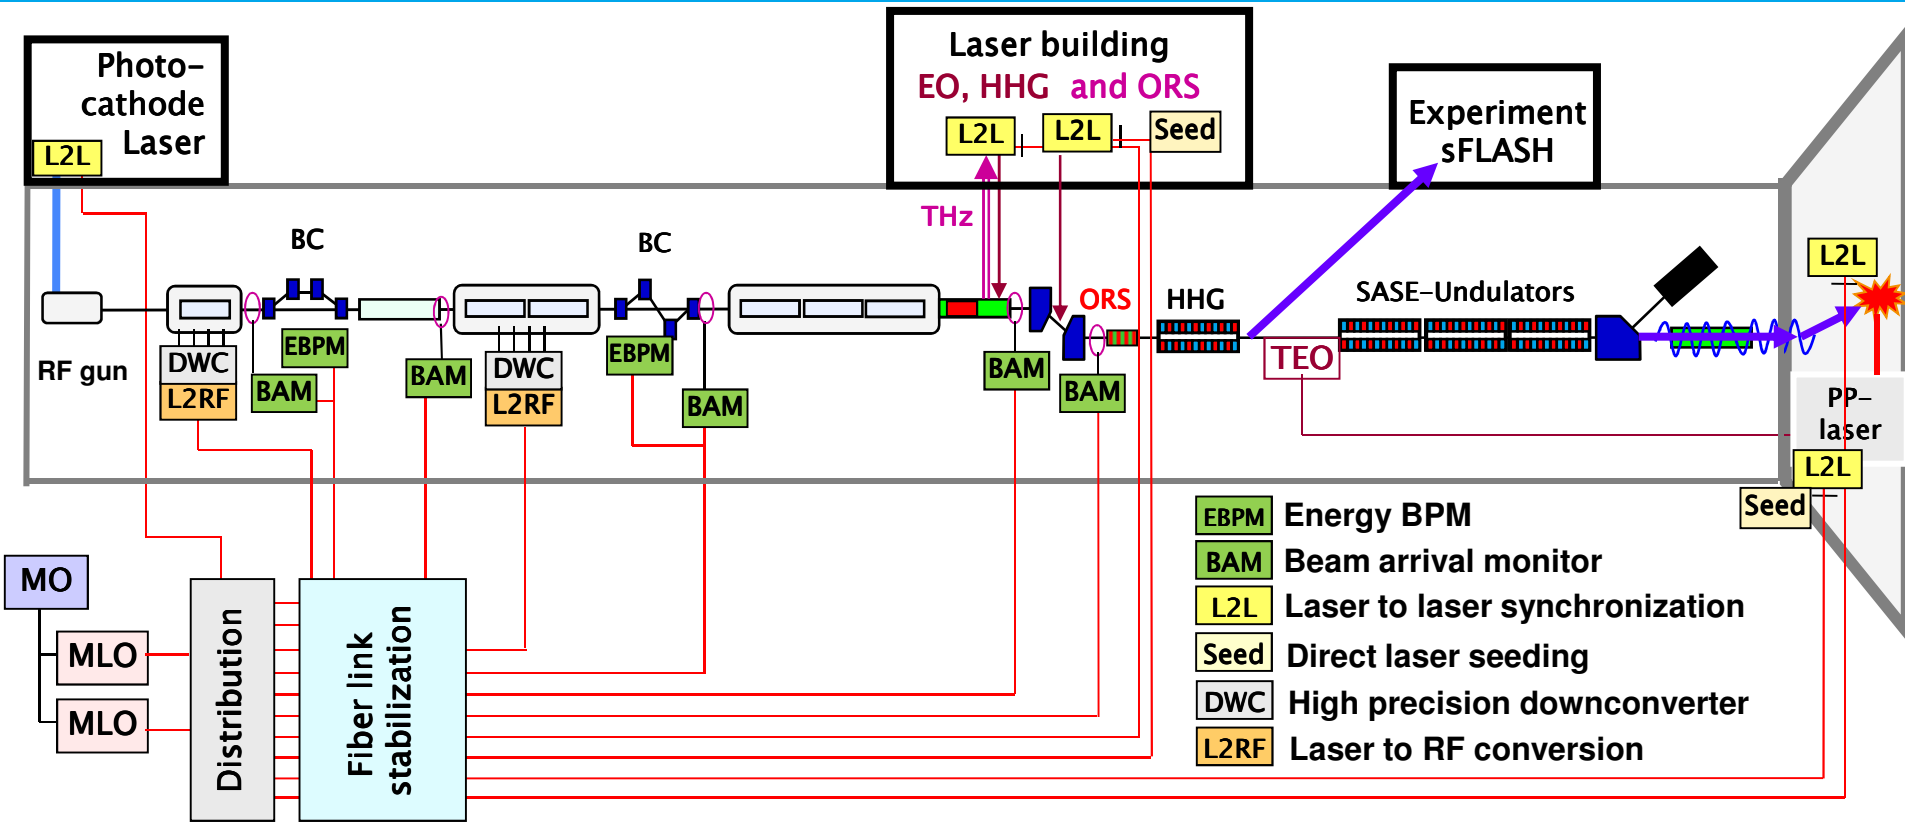 Photo-
cathode
Laser
L2L
Laser building
EO, HHG and ORS
L2L
L2L
Seed
Experiment
sFLASH
THz
BC
BC
L2L
ORS
HHG
SASE-Undulators
RF gun
DWC
L2RF
EBPM
BAM
BAM
DWC
L2RF
EBPM
BAM
BAM
BAM
TEO
PP-
laser
L2L
Seed
EBPM Energy BPM
BAM Beam arrival monitor
L2L Laser to laser synchronization
Seed Direct laser seeding
DWC High precision downconverter
L2RF Laser to RF conversion
MO
MLO
MLO
Distribution
Fiber link
stabilization